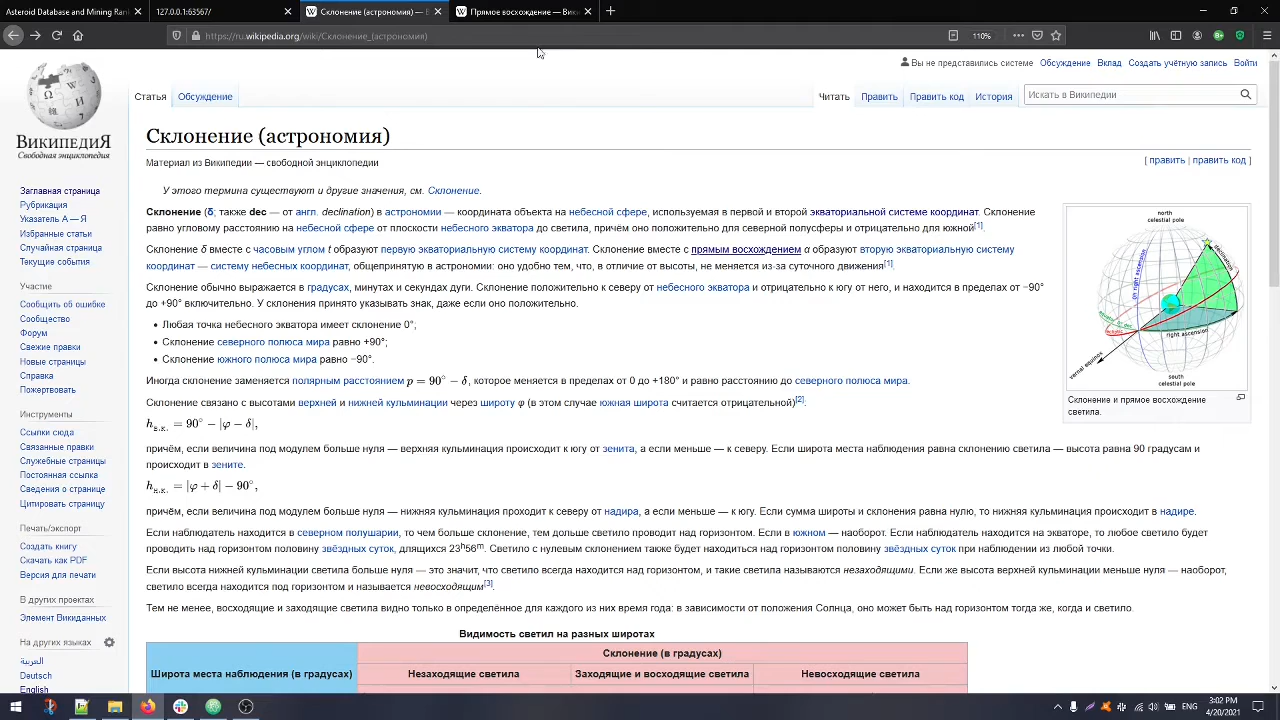 Asteroid Database and Mining Rank
127.0.0.1:63567/
Склонение (астрономия) — В
Прямое восхождение — Вики
https://ru.wikipedia.org/wiki/Склонение_(астрономия)
110%
Вы не представились системе Обсуждение Вклад Создать учётную запись Войти
Статья Обсуждение
Читать Править Править код История
Искать в Википедии
ВИКИПЕДИЯ
Свободная энциклопедия
Заглавная страница
Рубрикация
Указатель А — Я
Избранные статьи
Случайная страница
Текущие события
Участие
Сообщить об ошибке
Сообщество
Форум
Свежие правки
Новые страницы
Справка
Пожертвовать
Инструменты
Ссылки сюда
Связанные правки
Служебные страницы
Постоянная ссылка
Сведения о странице
Цитировать страницу
Печать/экспорт
Создать книгу
Скачать как PDF
Версия для печати
В других проектах
Элемент Викиданных
На других языках
العربية
Deutsch
English
Склонение (астрономия)
Материал из Википедии — свободной энциклопедии
[ править | править код ]
У этого термина существуют и другие значения, см. Склонение.
Склонение (δ; также dec — от англ. declination) в астрономии — координата объекта на небесной сфере, используемая в первой и второй экваториальной системе координат. Склонение
равно угловому расстоянию на небесной сфере от плоскости небесного экватора до светила, причём оно положительно для северной полусферы и отрицательно для южной[1].
Склонение δ вместе с часовым углом t образуют первую экваториальную систему координат. Склонение вместе с прямым восхождением α образуют вторую экваториальную систему
координат — систему небесных координат, общепринятую в астрономии: оно удобно тем, что, в отличие от высоты, не меняется из-за суточного движения[1].
Склонение обычно выражается в градусах, минутах и секундах дуги. Склонение положительно к северу от небесного экватора и отрицательно к югу от него, и находится в пределах от −90°
до +90° включительно. У склонения принято указывать знак, даже если оно положительно.
• Любая точка небесного экватора имеет склонение 0°;
• Склонение северного полюса мира равно +90°;
• Склонение южного полюса мира равно −90°.
Иногда склонение заменяется полярным расстоянием p = 90° − δ, которое меняется в пределах от 0 до +180° и равно расстоянию до северного полюса мира.
Склонение связано с высотами верхней и нижней кульминации через широту φ (в этом случае южная широта считается отрицательной)[2].
hв.к. = 90° − |φ − δ|,
причём, если величина под модулем больше нуля — верхняя кульминация происходит к югу от зенита, а если меньше — к северу. Если широта места наблюдения равна склонению светила — высота равна 90 градусам и
происходит в зените.
hн.к. = |φ + δ| − 90°,
причём, если величина под модулем больше нуля — нижняя кульминация проходит к северу от надира, а если меньше — к югу. Если сумма широты и склонения равна нулю, то нижняя кульминация происходит в надире.
Если наблюдатель находится в северном полушарии, то чем больше склонение, тем дольше светило проводит над горизонтом. Если в южном — наоборот. Если наблюдатель находится на экваторе, то любое светило будет
проводить над горизонтом половину звёздных суток, длящихся 23h56m. Светило с нулевым склонением также будет находиться над горизонтом половину звёздных суток при наблюдении из любой точки.
Если высота нижней кульминации светила больше нуля — это значит, что светило всегда находится над горизонтом, и такие светила называются незаходящими. Если же высота верхней кульминации меньше нуля — наоборот,
светило всегда находится под горизонтом и называется невосходящим[3].
Тем не менее, восходящие и заходящие светила видно только в определённое для каждого из них время года: в зависимости от положения Солнца, оно может быть над горизонтом тогда же, когда и светило.
north
celestial pole
right ascension
vernal equinox
south
celestial pole
Склонение и прямое восхождение
светила.
Видимость светил на разных широтах
Широта места наблюдения (в градусах)
Склонение (в градусах)
Незаходящие светила Заходящие и восходящие светила Невосходящие светила
ENG
3:02 PM
4/20/2021